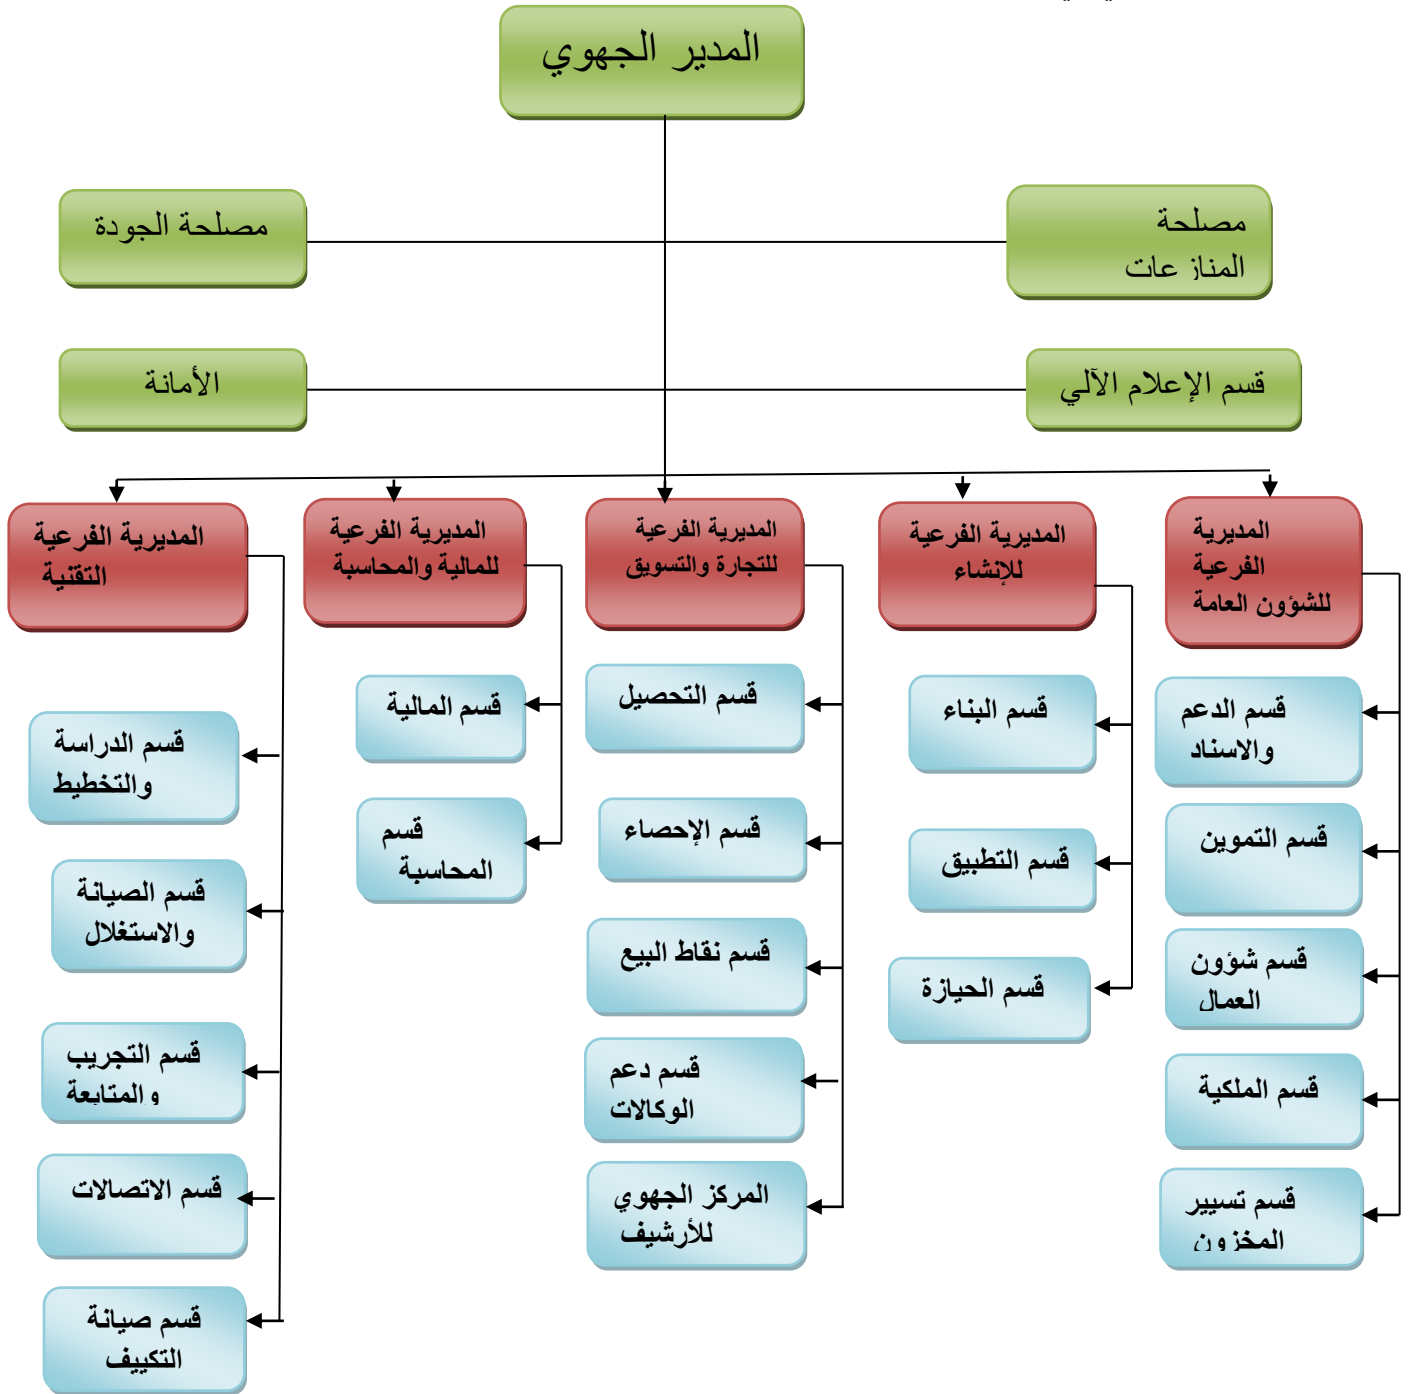 المدير الجهوي
مصلحة
المنازعات
مصلحة الجودة
قسم الإعلام الآلي
الأمانة
المديرية
الفرعية
للشؤون العامة
المديرية الفرعية
للإنشاء
المديرية الفرعية
للتجارة والتسويق
المديرية الفرعية
للمالية والمحاسبة
المديرية الفرعية
التقنية
قسم الدعم
والاسناد
قسم التموين
قسم شؤون
العمال
قسم الملكية
قسم تسيير
المخزون
قسم البناء
قسم التطبيق
قسم الحيازة
قسم التحصيل
قسم الإحصاء
قسم نقاط البيع
قسم دعم
الوكالات
المركز الجهوي
للأرشيف
قسم المالية
قسم
المحاسبة
قسم الدراسة
والتخطيط
قسم الصيانة
والاستغلال
قسم التجريب
والمتابعة
قسم الاتصالات
قسم صيانة
التكييف